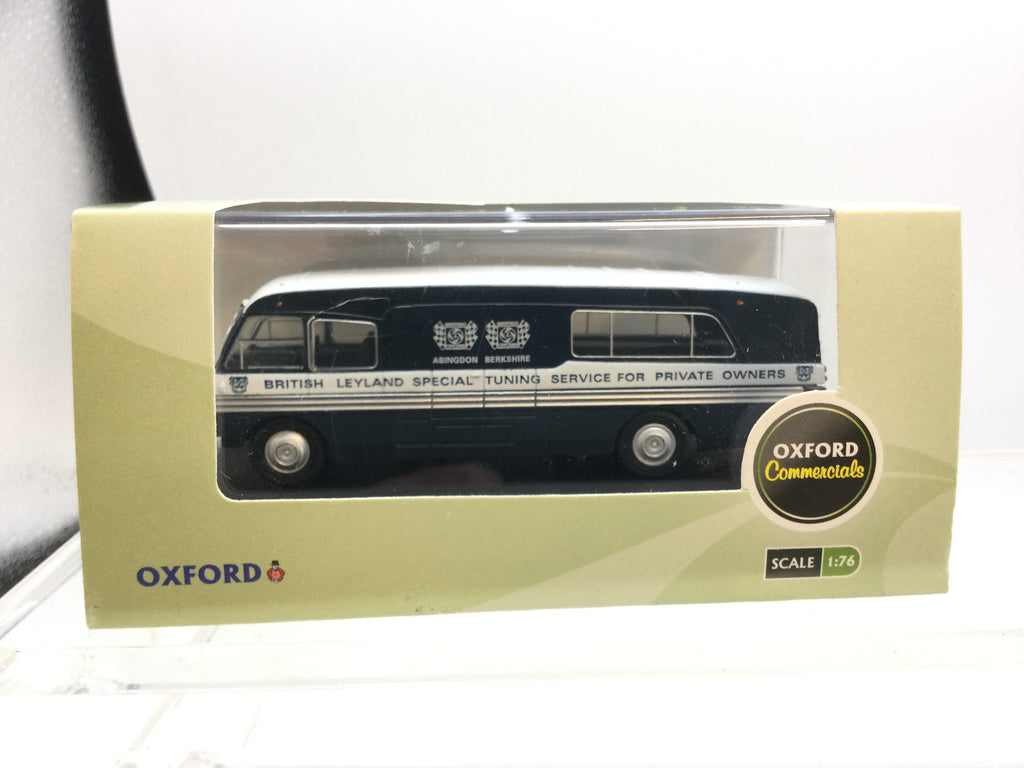 ABINGDON BERKSHIRE
BRITISH LEYLAND SPECIAL TUNING SERVICE FOR PRIVATE OWNERS
OXFORD
Commercials
OXFORD
SCALE 1:76